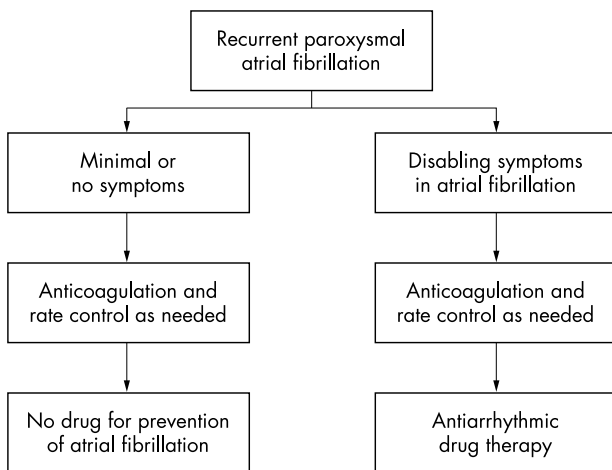 Recurrent paroxysmal
atrial fibrillation
Minimal or
no symptoms
Disabling symptoms
in atrial fibrillation
Anticoagulation and
rate control as needed
Anticoagulation and
rate control as needed
No drug for prevention
of atrial fibrillation
Antiarrhythmic
drug therapy